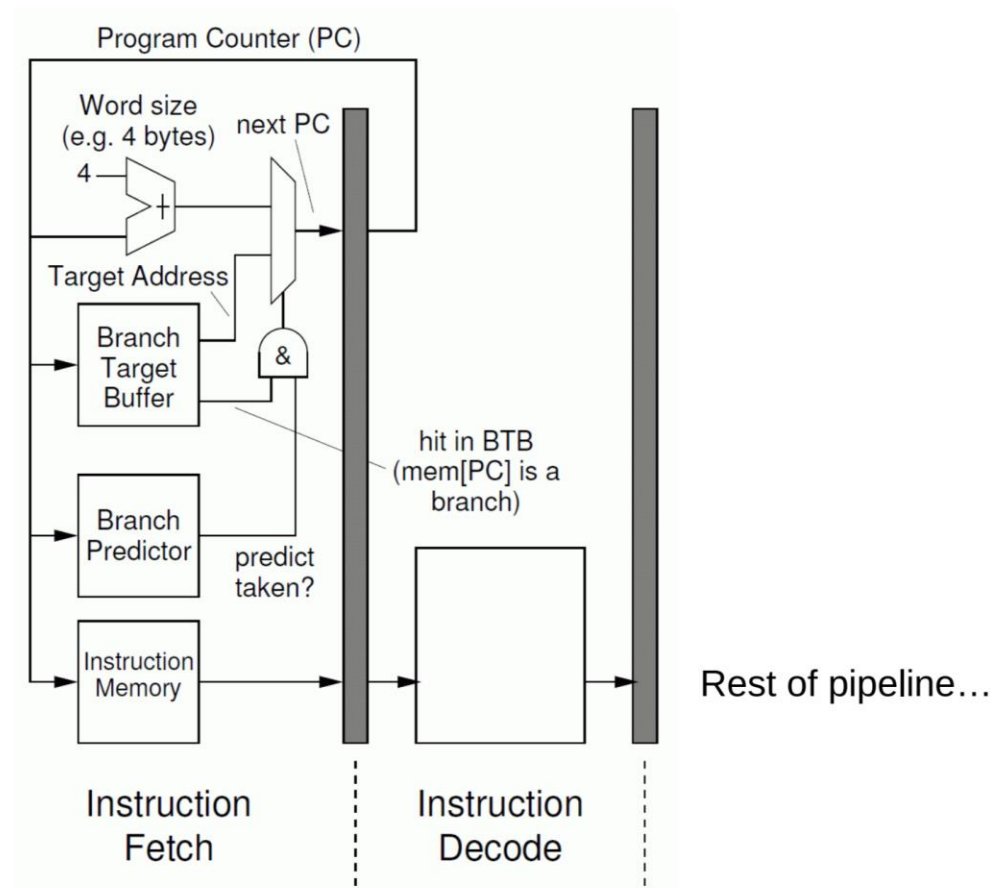 Program Counter (PC)
Word size
(e.g. 4 bytes)
next PC
4
+
Target Address
Branch
Target
Buffer
&
hit in BTB
(mem[PC] is a
branch)
Branch
Predictor
predict
taken?
Instruction
Memory
Rest of pipeline…
Instruction
Fetch
Instruction
Decode